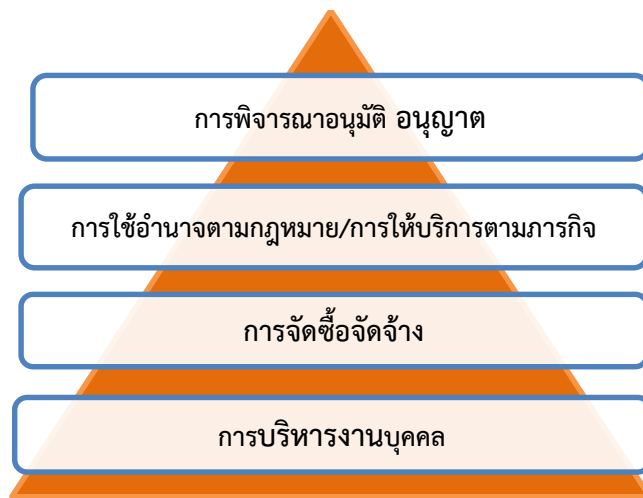 การพิจารณาอนุมัติ อนุญาต
การใช้อำนาจตามกฎหมาย/การให้บริการตามภารกิจ
การจัดซื้อจัดจ้าง
การบริหารงานบุคคล